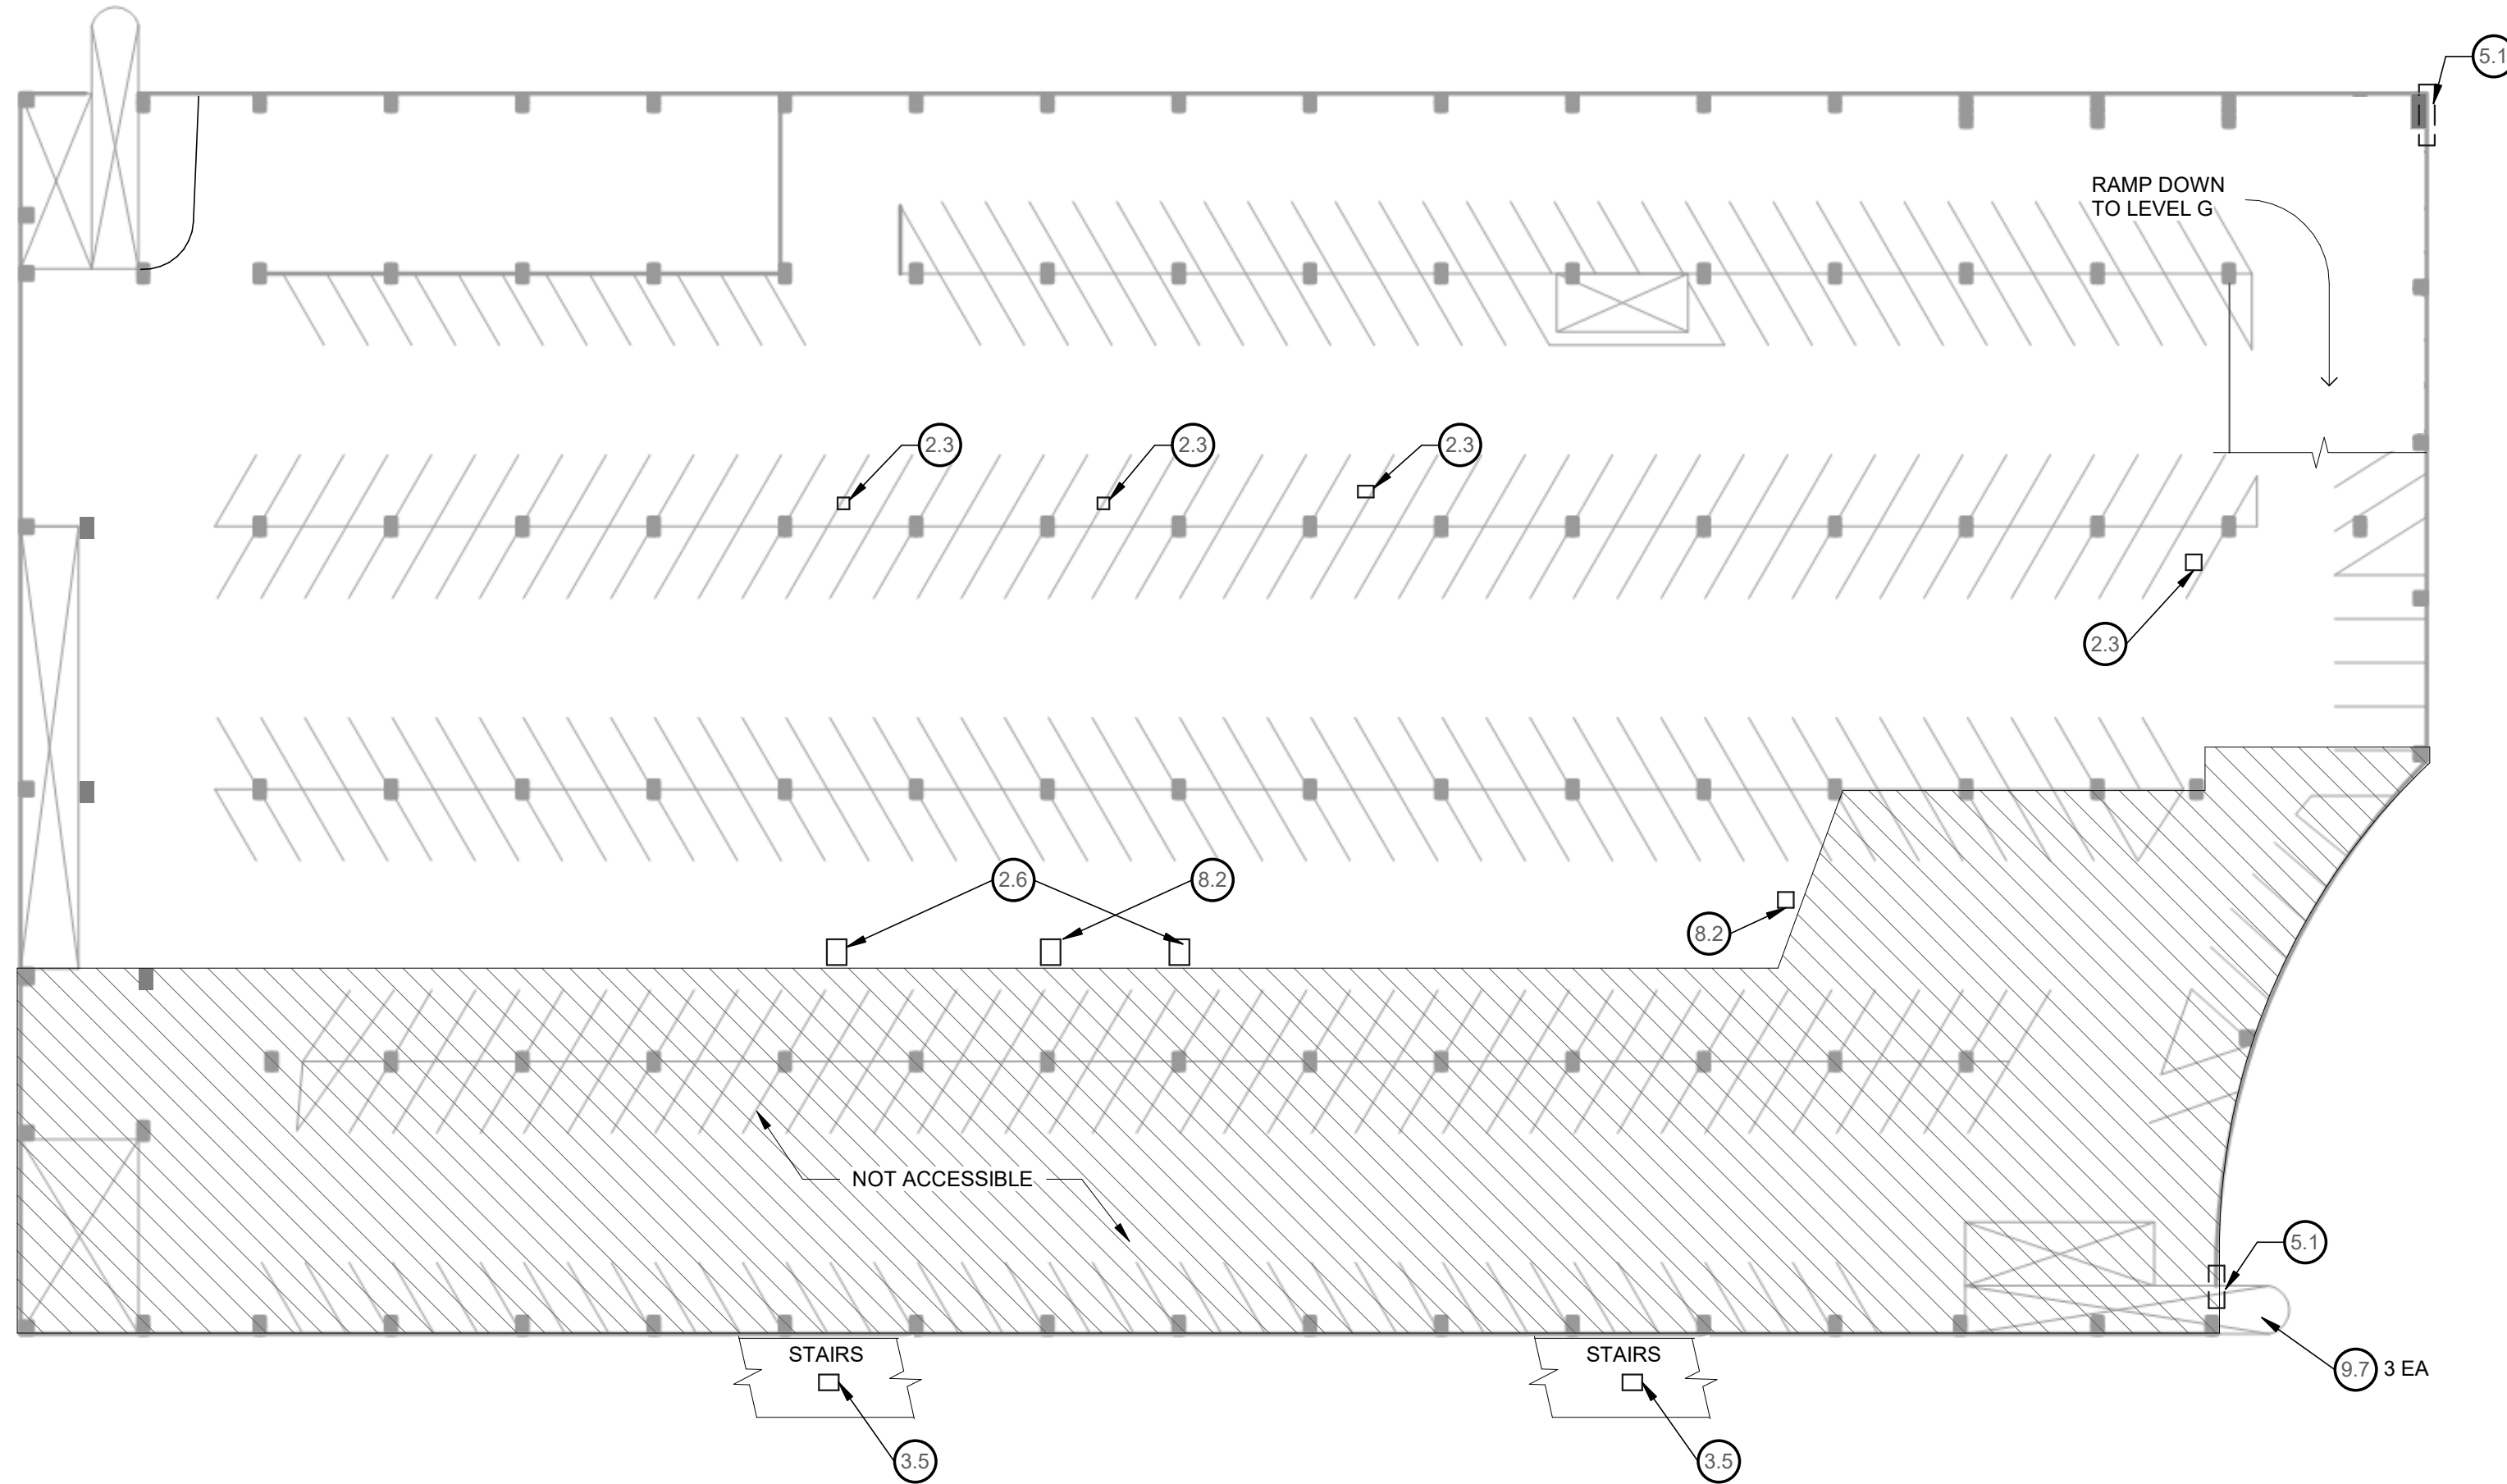 5.1
RAMP DOWN
TO LEVEL G
2.3
2.3
2.3
2.3
2.6
8.2
8.2
NOT ACCESSIBLE
5.1
STAIRS
STAIRS
9.7 3 EA
3.5
3.5